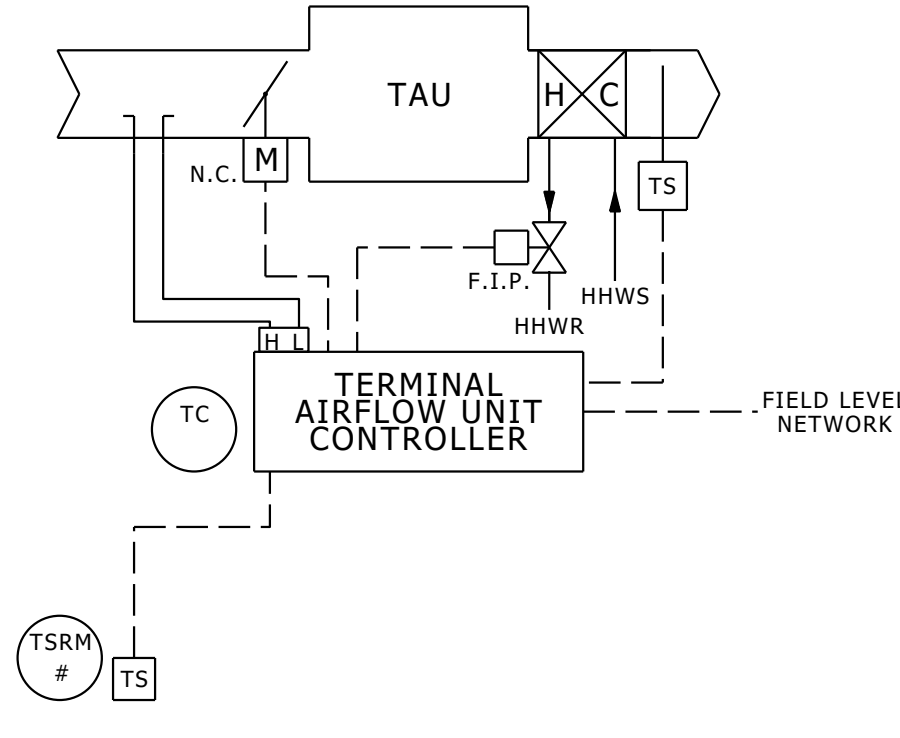 TAU
H C
M
N.C.
TS
F.I.P.
HHWS
HHWR
H L
TERMINAL
AIRFLOW UNIT
CONTROLLER
TC
FIELD LEVEL
NETWORK
TSRM
#
TS